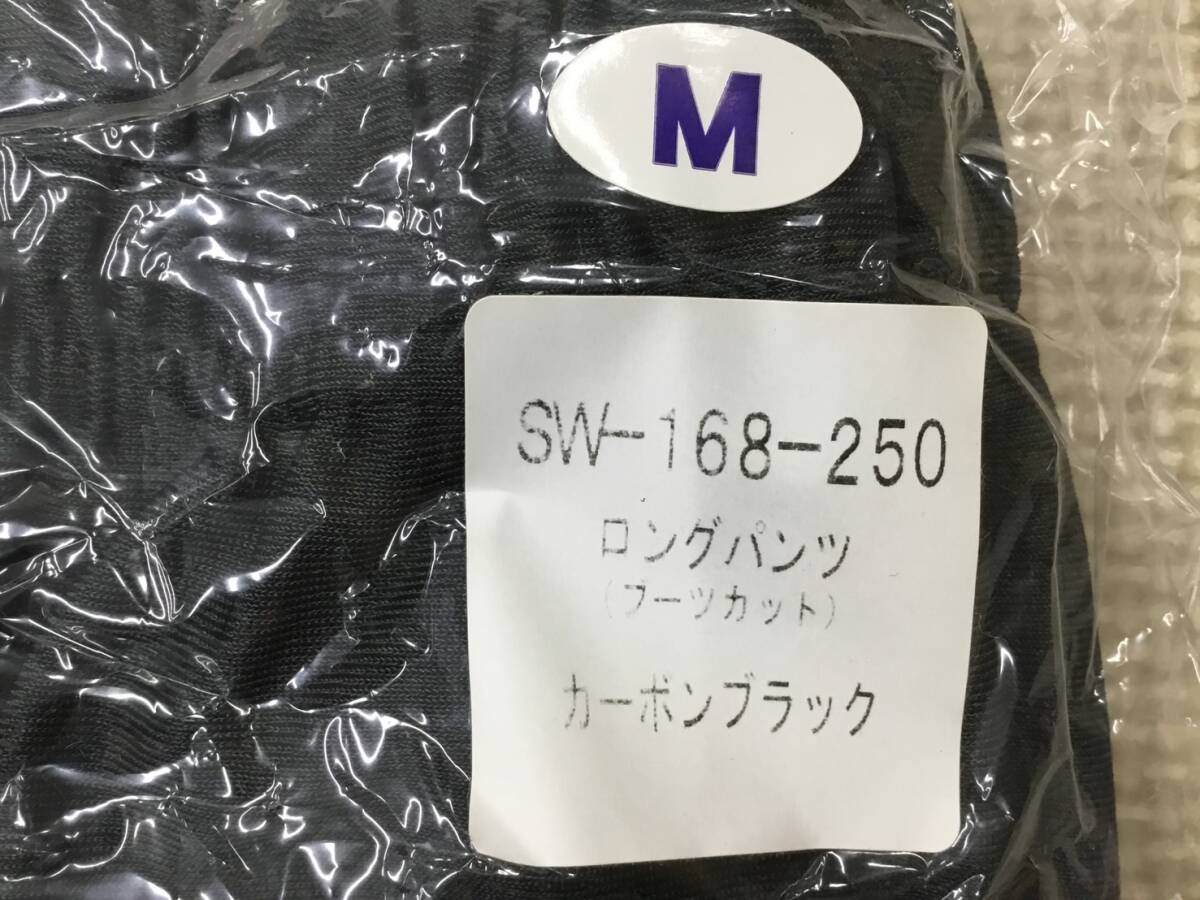 M
SW-168-250
ロングパンツ
(ブーツカット)
カーボンブラック